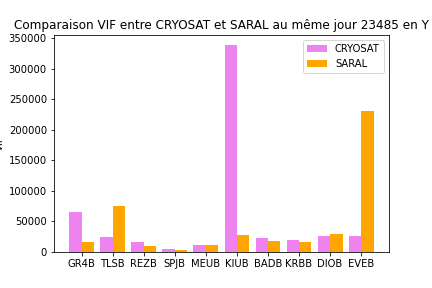 Comparaison VIF entre CRYOSAT et SARAL au même jour 23485 en Y
350000
300000
250000
200000
150000
100000
50000
0
CRYOSAT
SARAL
GR4B TLSB REZB SPJB MEUB KIUB BADB KRBB DIOB EVEB